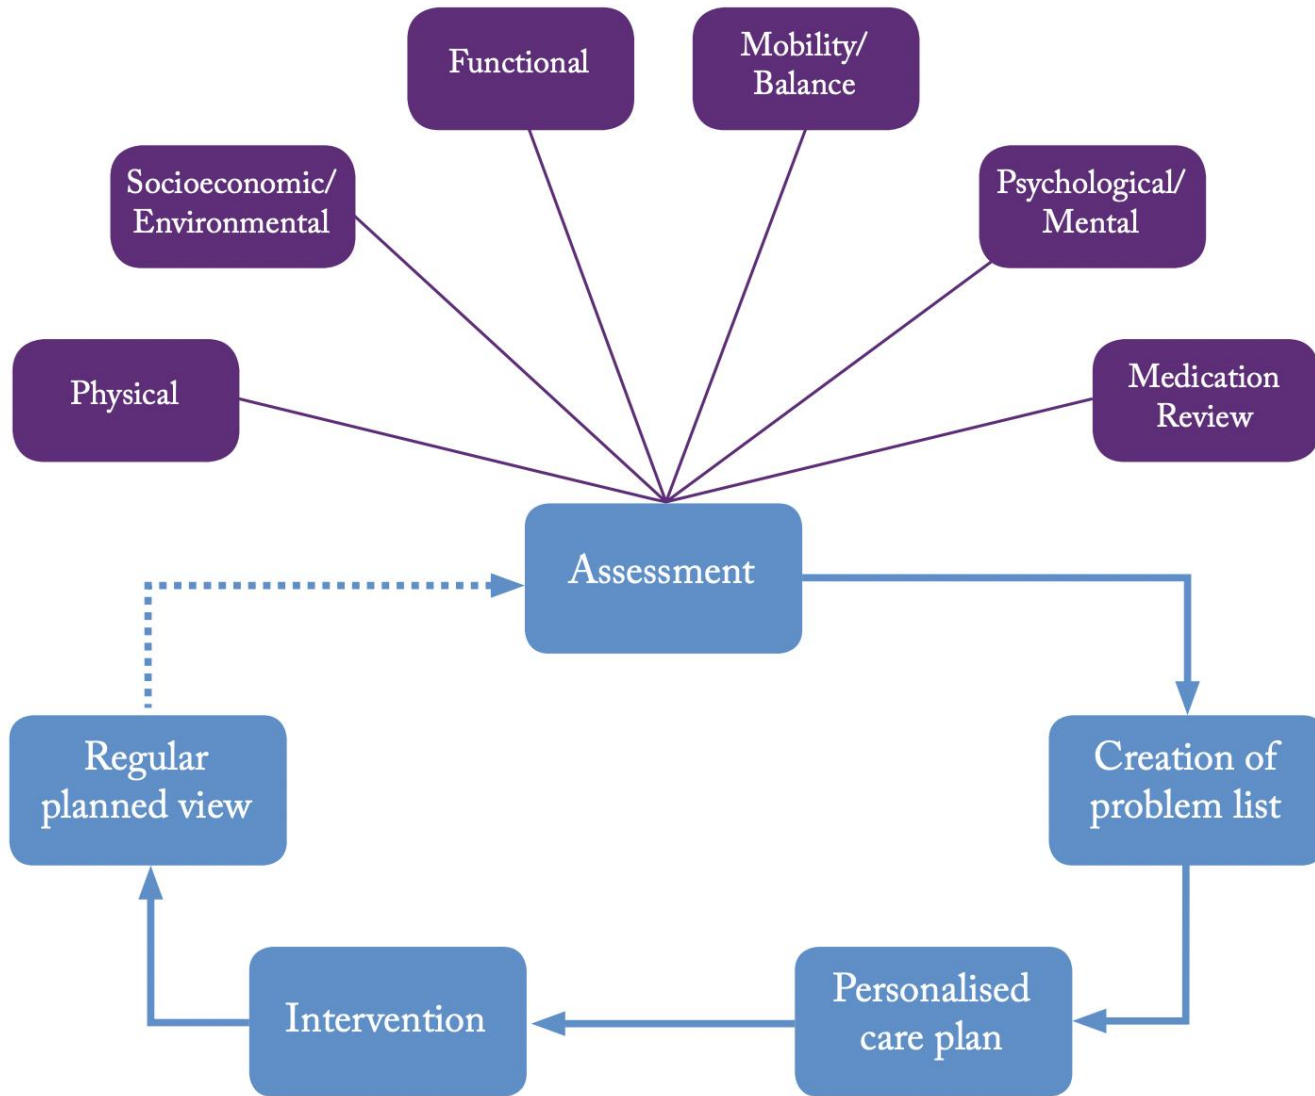 Functional
Mobility/
Balance
Socioeconomic/
Environmental
Psychological/
Mental
Physical
Medication
Review
Assessment
Regular
planned view
Creation of
problem list
Intervention
Personalised
care plan